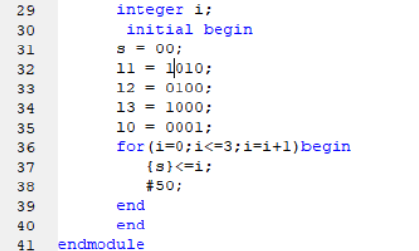 29 integer i;
30 initial begin
31 s = 00;
32 l1 = 1010;
33 l2 = 0100;
34 l3 = 1000;
35 l0 = 0001;
36 for(i=0;i<=3;i=i+1)begin
37 {s}<=i;
38 #50;
39 end
40 end
41 endmodule